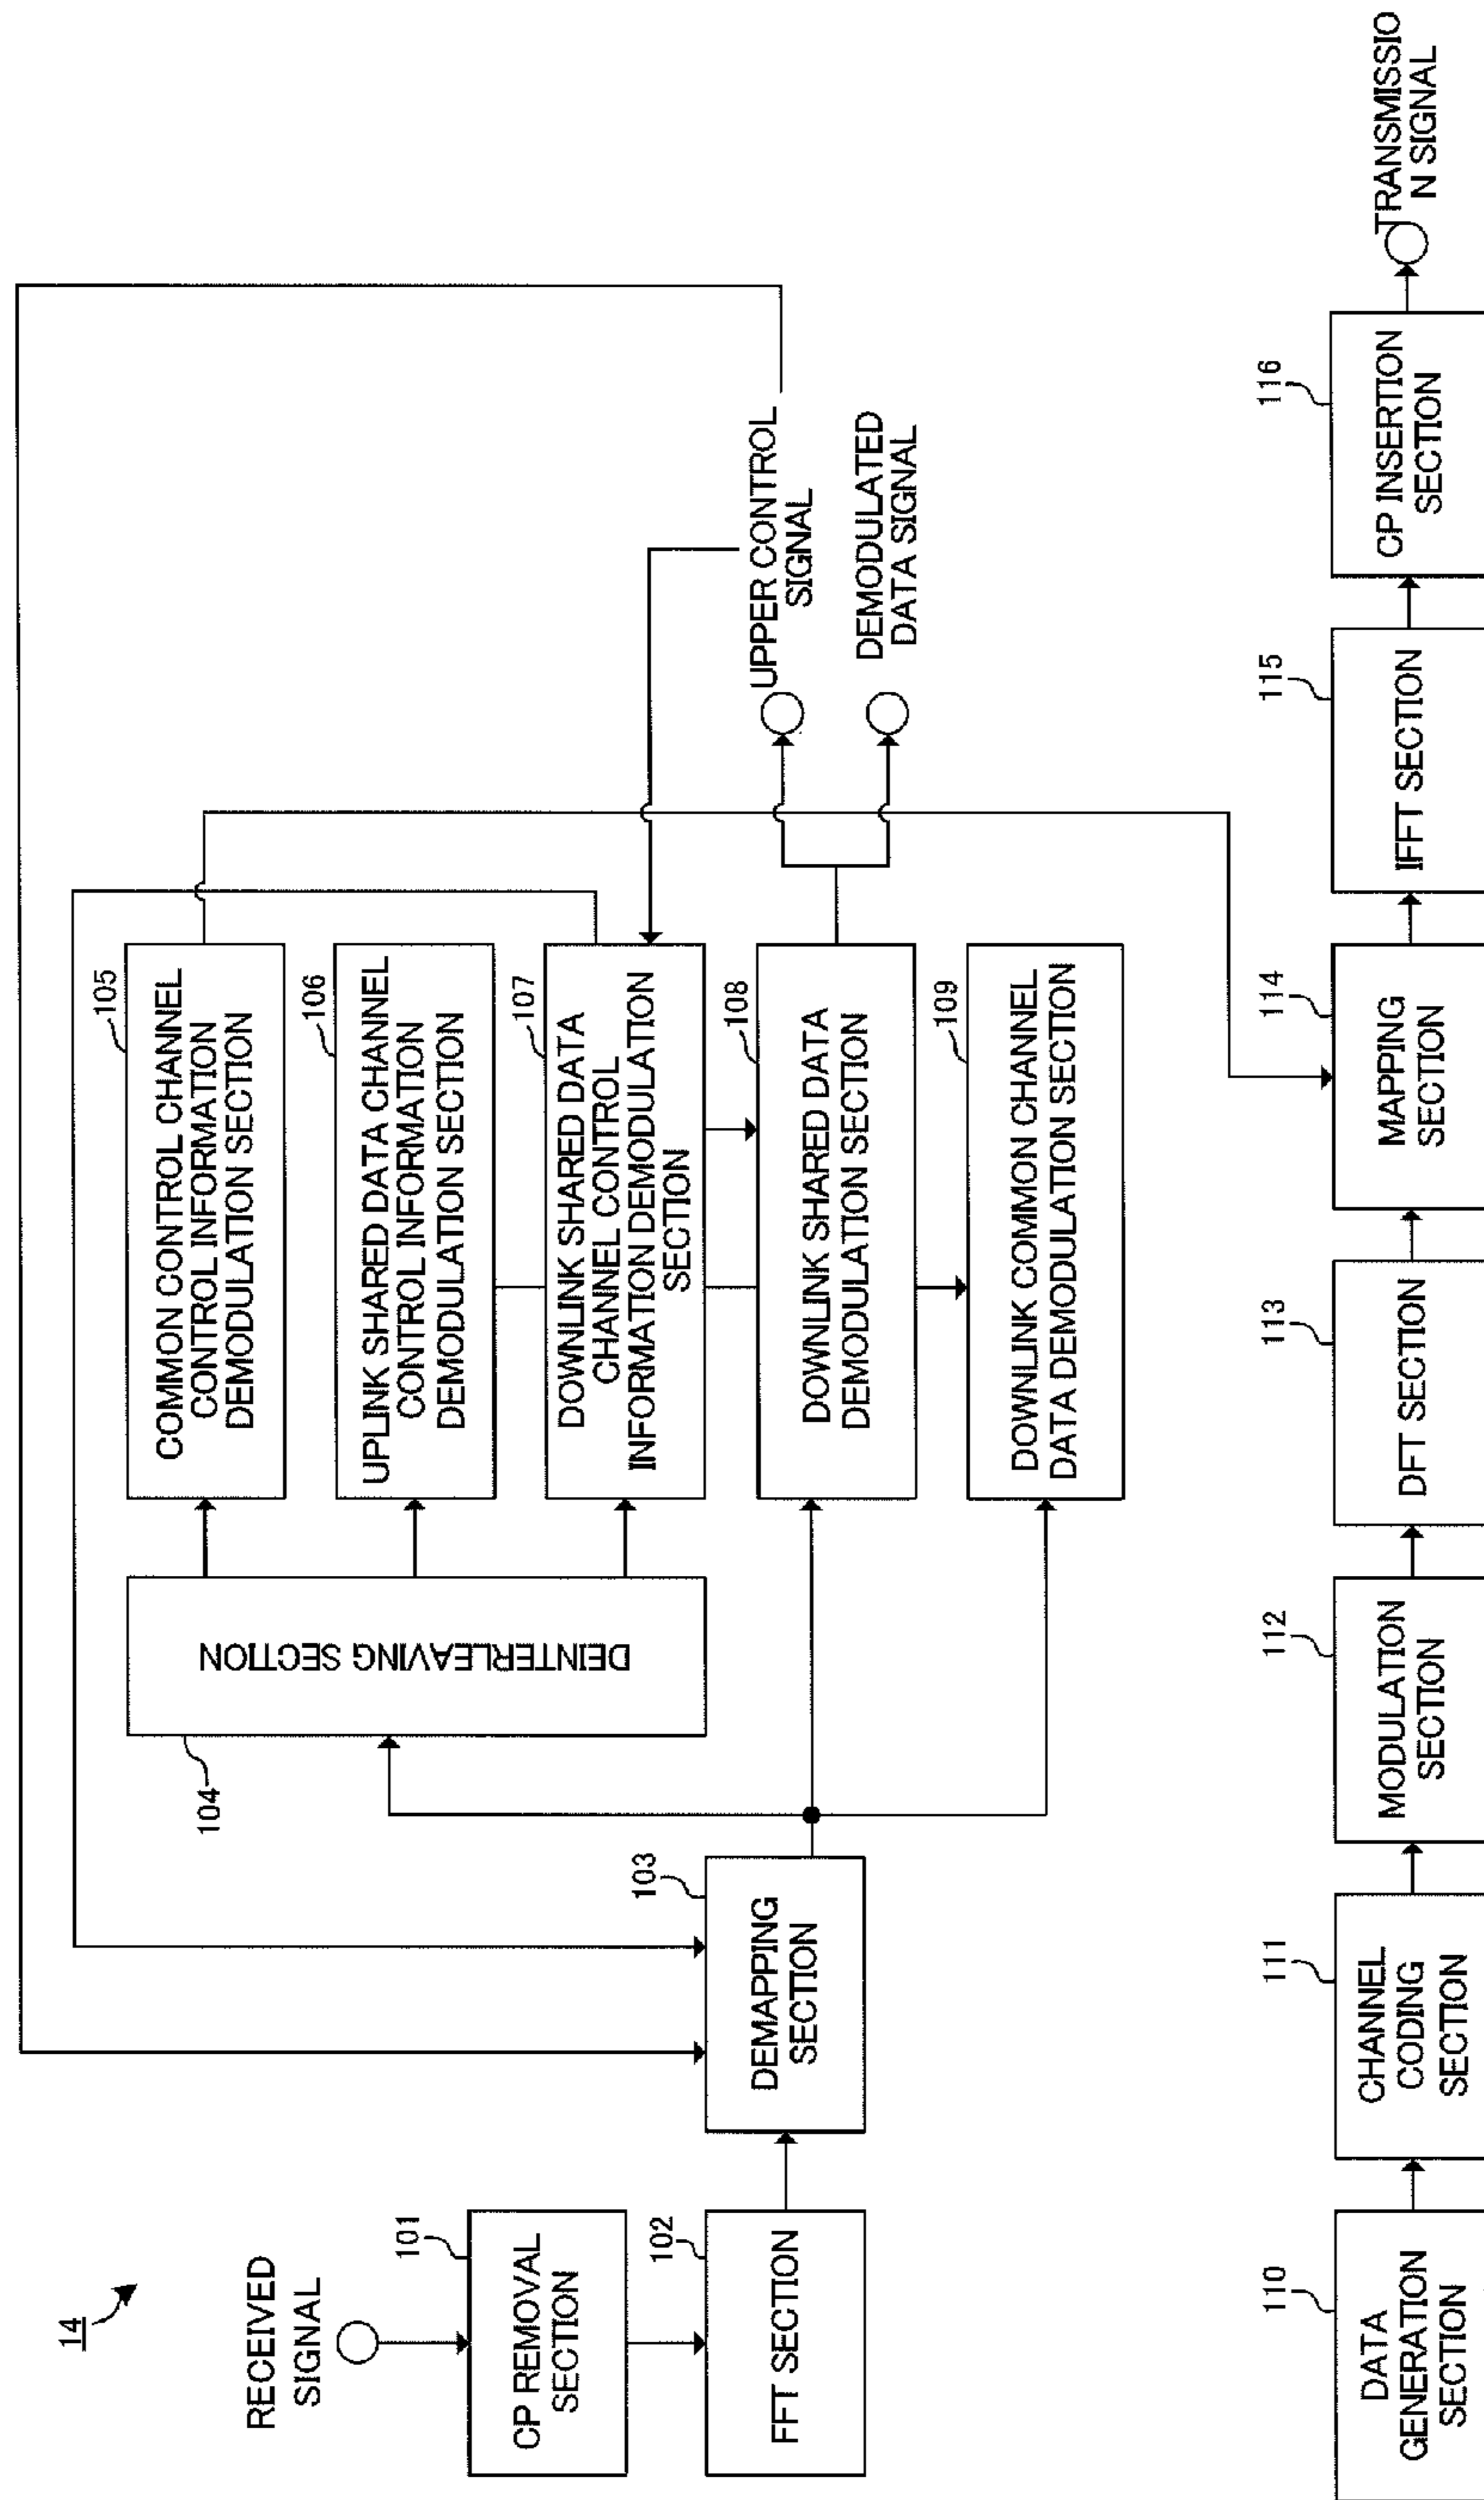 14
RECEIVED
SIGNAL
101
CP REMOVAL
SECTION
102
FFT SECTION
103
DEMAPPING
SECTION
104
DEINTERLEAVING SECTION
105
COMMON CONTROL CHANNEL
CONTROL INFORMATION
DEMODULATION SECTION
106
UPLINK SHARED DATA CHANNEL
CONTROL INFORMATION
DEMODULATION SECTION
107
DOWNLINK SHARED DATA
CHANNEL CONTROL
INFORMATION DEMODULATION
SECTION
108
DOWNLINK SHARED DATA
DEMODULATION SECTION
109
DOWNLINK COMMON CHANNEL
DATA DEMODULATION SECTION
UPPER CONTROL
SIGNAL
DEMODULATED
DATA SIGNAL
110
DATA
GENERATION
SECTION
111
CHANNEL
CODING
SECTION
112
MODULATION
SECTION
113
DFT SECTION
114
MAPPING
SECTION
115
IFFT SECTION
116
CP INSERTION
SECTION
TRANSMISSIO
N SIGNAL